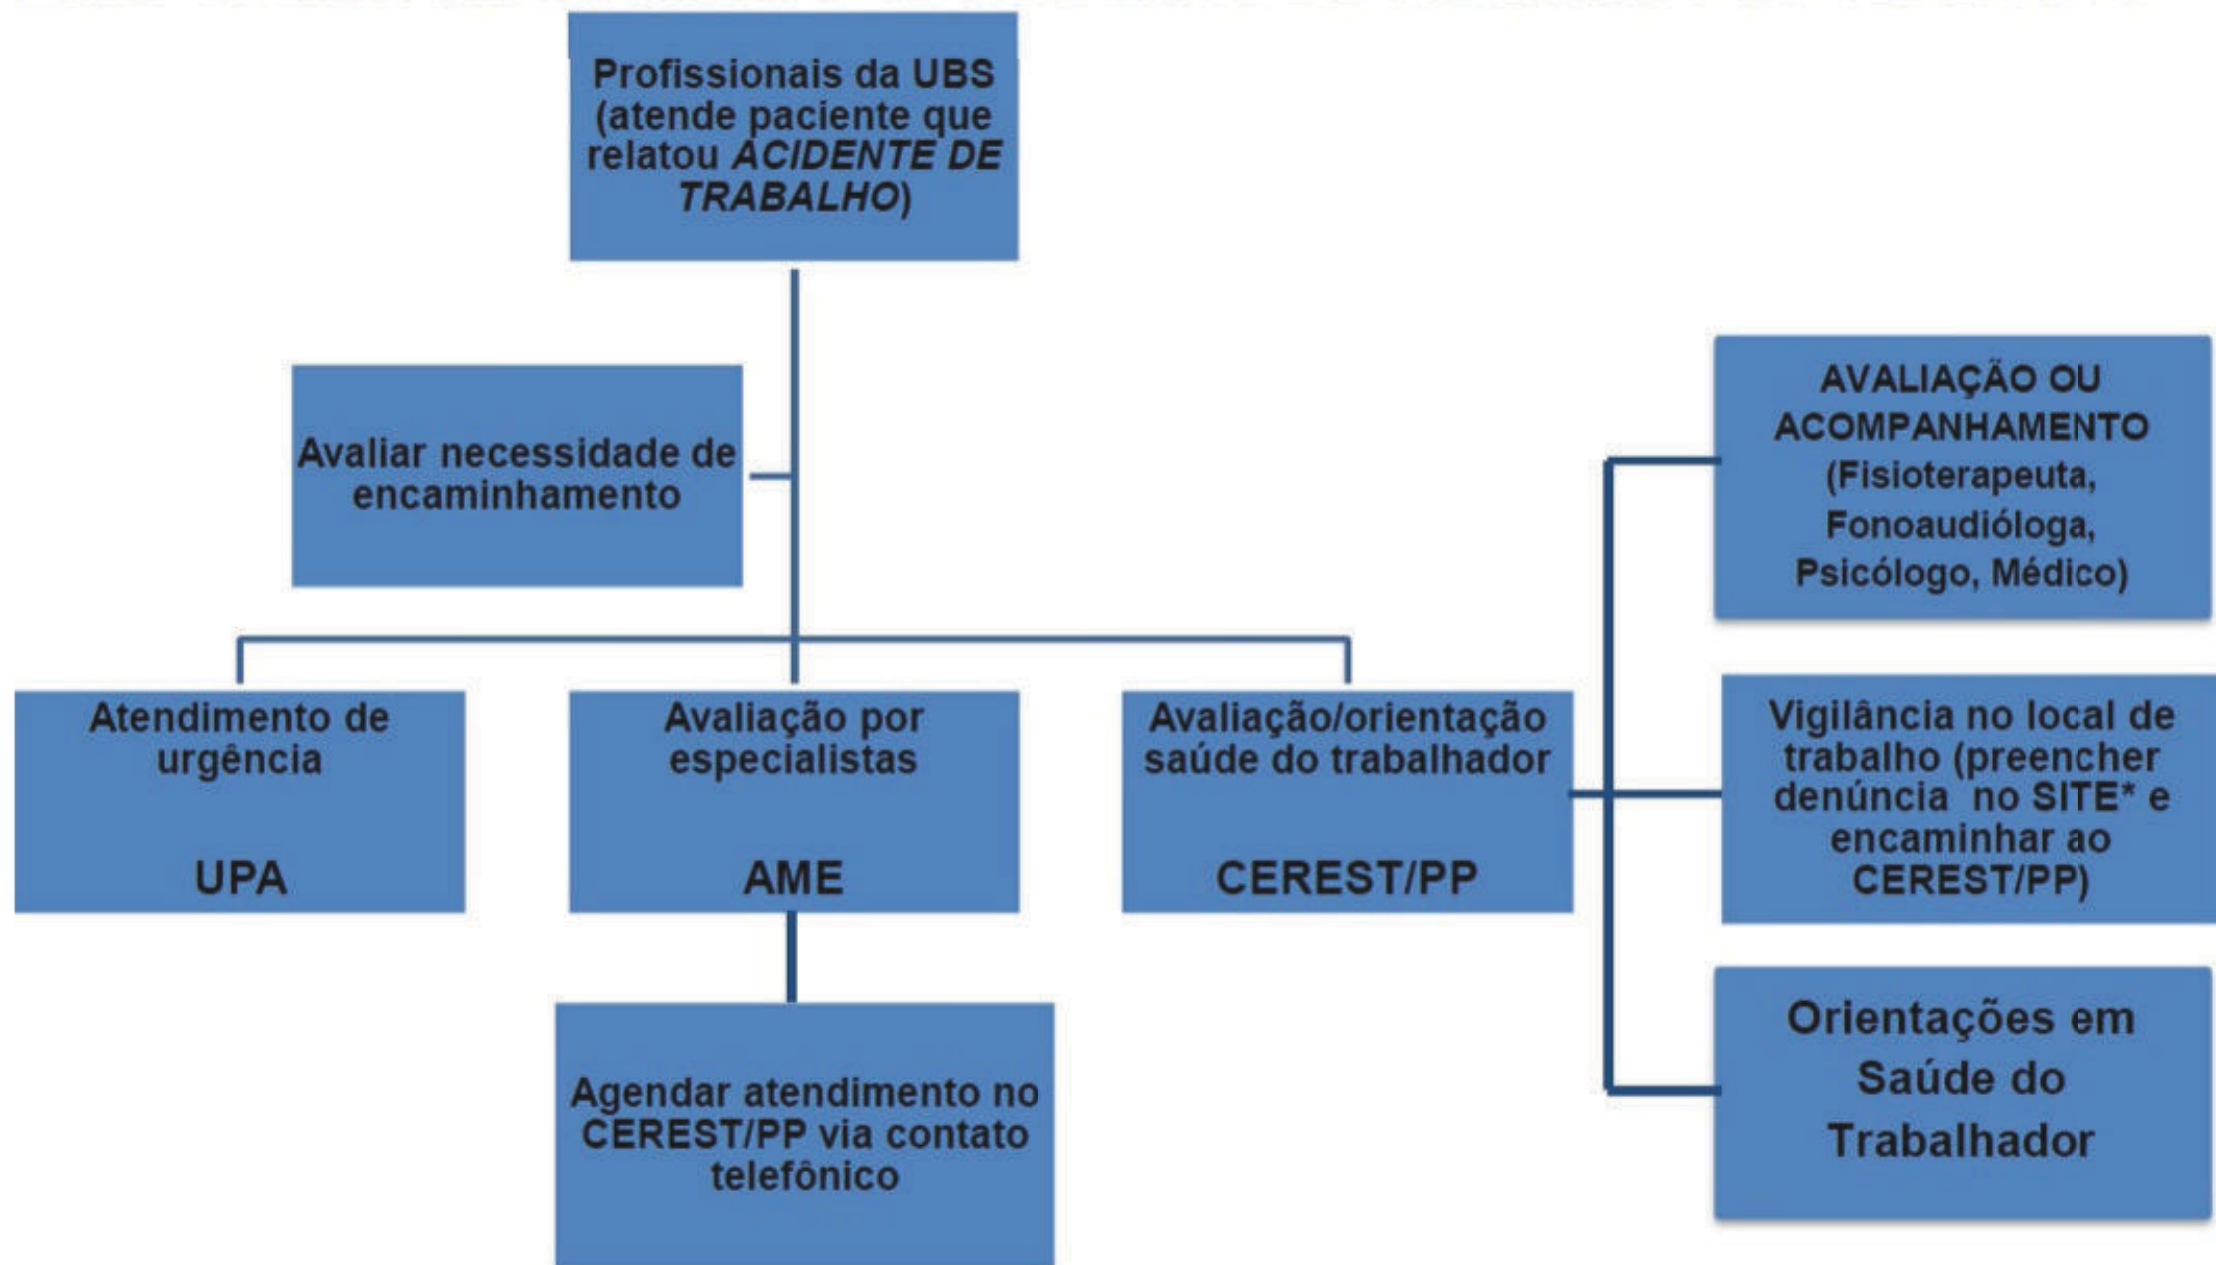 Profissionais da UBS
(atende paciente que
relatou ACIDENTE DE
TRABALHO)
Avaliar necessidade de
encaminhamento
Atendimento de
urgência
UPA
Avaliação por
especialistas
AME
Agendar atendimento no
CEREST/PP via contato
telefônico
Avaliação/orientação
saúde do trabalhador
CEREST/PP
AVALIAÇÃO OU
ACOMPANHAMENTO
(Fisioterapeuta,
Fonoaudióloga,
Psicólogo, Médico)
Vigilância no local de
trabalho (preencher
denúncia no SITE* e
encaminhar ao
CEREST/PP)
Orientações em
Saúde do
Trabalhador